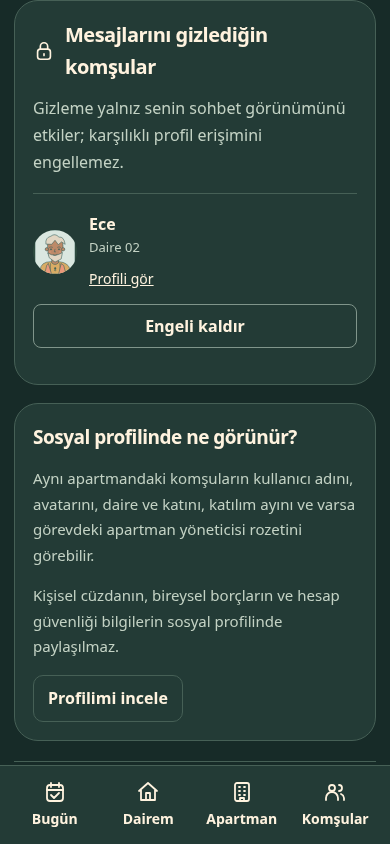 Mesajlarını gizlediğin
komşular
Gizleme yalnız senin sohbet görünümünü
etkiler; karşılıklı profil erişimini
engellemez.
Ece
Daire 02
Profili gör
Engeli kaldır
Sosyal profilinde ne görünür?
Aynı apartmandaki komşuların kullanıcı adını,
avatarını, daire ve katını, katılım ayını ve varsa
görevdeki apartman yöneticisi rozetini
görebilir.
Kişisel cüzdanın, bireysel borçların ve hesap
güvenliği bilgilerin sosyal profilinde
paylaşılmaz.
Profilimi incele
Bugün Dairem Apartman Komşular